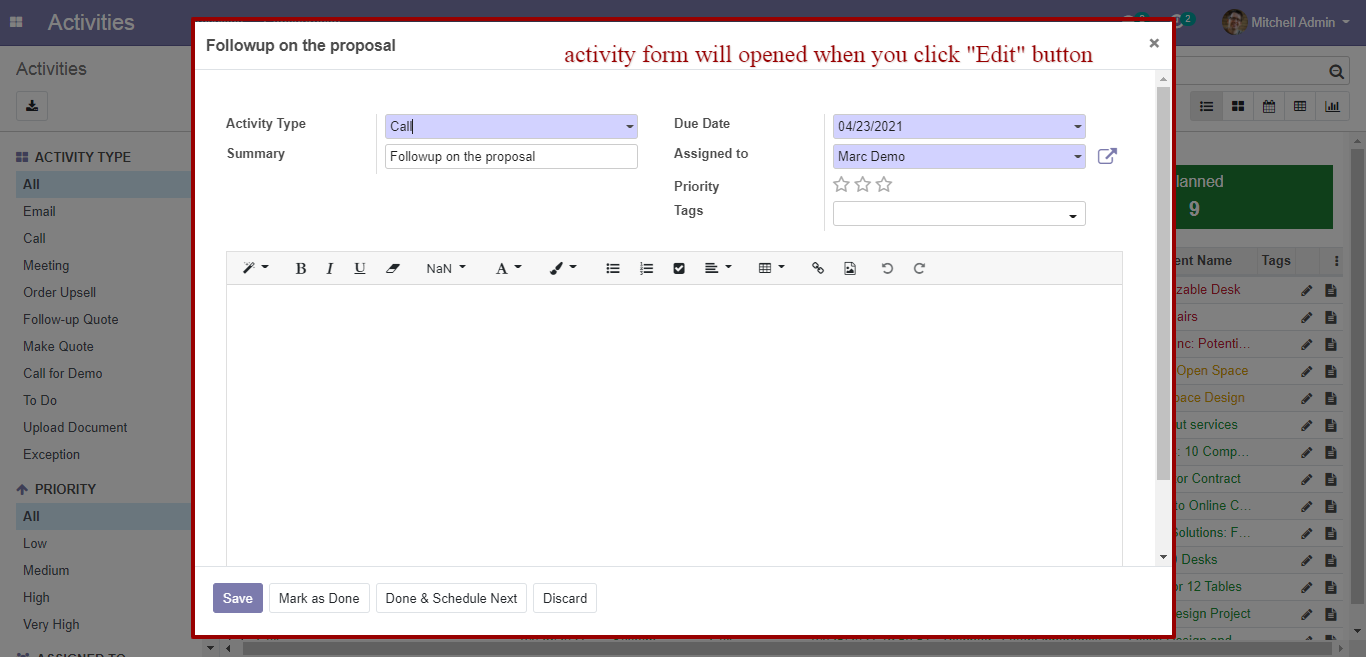 Activities
2
Mitchell Admin
Followup on the proposal
activity form will opened when you click "Edit" button
Activities
ACTIVITY TYPE
All
Email
Call
Meeting
Order Upsell
Follow-up Quote
Make Quote
Call for Demo
To Do
Upload Document
Exception
PRIORITY
All
Low
Medium
High
Very High
Activity Type
Call
Summary
Followup on the proposal
Due Date
04/23/2021
Assigned to
Marc Demo
Priority
Tags
B I U NaN A
Save Mark as Done Done & Schedule Next Discard
lanned
9
ent Name Tags
zable Desk
airs
nc: Potenti...
Open Space
pace Design
ut services
: 10 Comp...
or Contract
to Online C...
Solutions: F...
Desks
or 12 Tables
esign Project